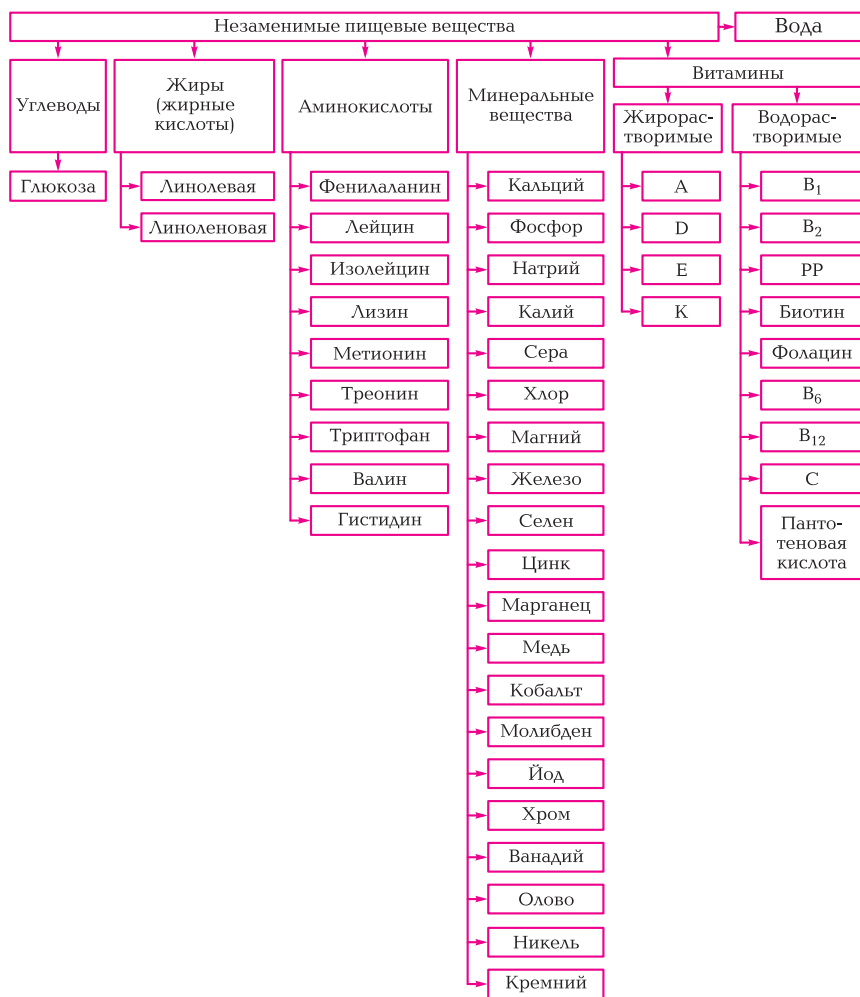 Незаменимые пищевые вещества
Вода
Углеводы
Жиры
(жирные
кислоты)
Аминокислоты
Минеральные
вещества
Витамины
Жирорас-
творимые
Водорас-
творимые
Глюкоза
Линолевая
Линоленовая
Фенилаланин
Лейцин
Изолейцин
Лизин
Метионин
Треонин
Триптофан
Валин
Гистидин
Кальций
Фосфор
Натрий
Калий
Сера
Хлор
Магний
Железо
Селен
Цинк
Марганец
Медь
Кобальт
Молибден
Йод
Хром
Ванадий
Олово
Никель
Кремний
A
D
E
K
B₁
B₂
PP
Биотин
Фолацин
B₆
B₁₂
C
Панто-
теновая
кислота